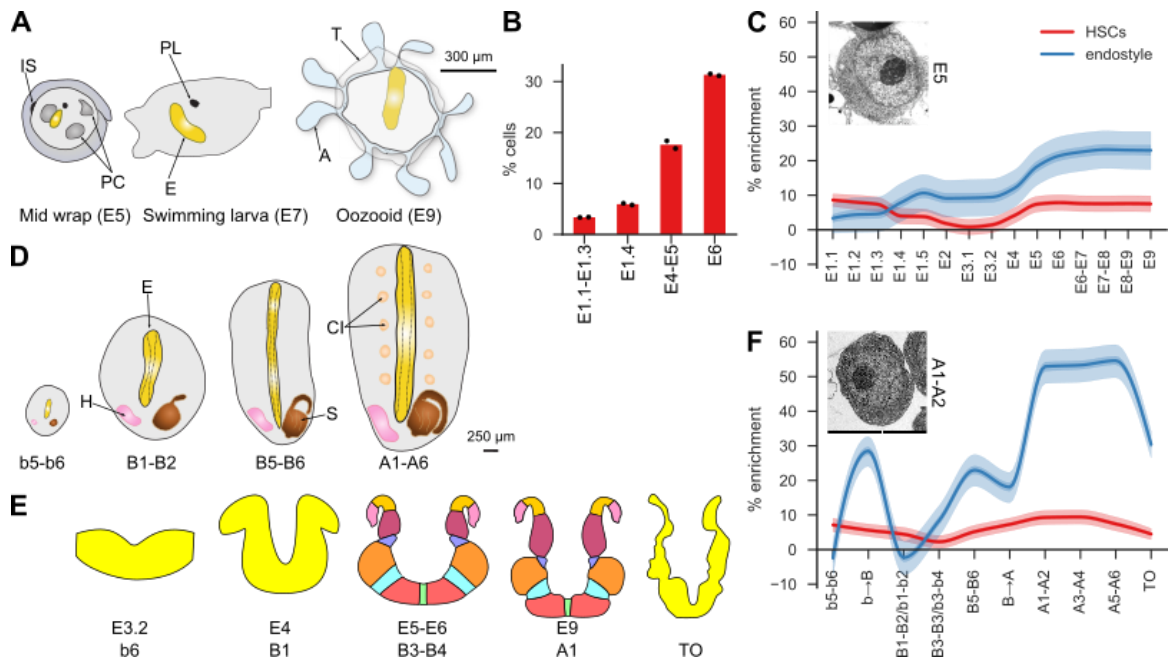 A
IS
PL
T
300 μm
PC
E
A
Mid wrap (E5)
Swimming larva (E7)
Oozooid (E9)
B
% cells
30
20
10
0
E1.1-E1.3
E1.4
E4-E5
E6
C
% enrichment
60
50
40
30
20
10
0
−10
HSCs
endostyle
E5
E1.1
E1.2
E1.3
E1.4
E1.5
E2
E3.1
E3.2
E4
E5
E6
E6-E7
E7-E8
E8-E9
E9
D
E
H
CI
S
250 μm
b5-b6
B1-B2
B5-B6
A1-A6
E
E3.2
b6
E4
B1
E5-E6
B3-B4
E9
A1
TO
F
% enrichment
60
50
40
30
20
10
0
−10
A1-A2
b5-b6
b→B
B1-B2/b1-b2
B3-B3/b3-b4
B5-B6
B→A
A1-A2
A3-A4
A5-A6
TO